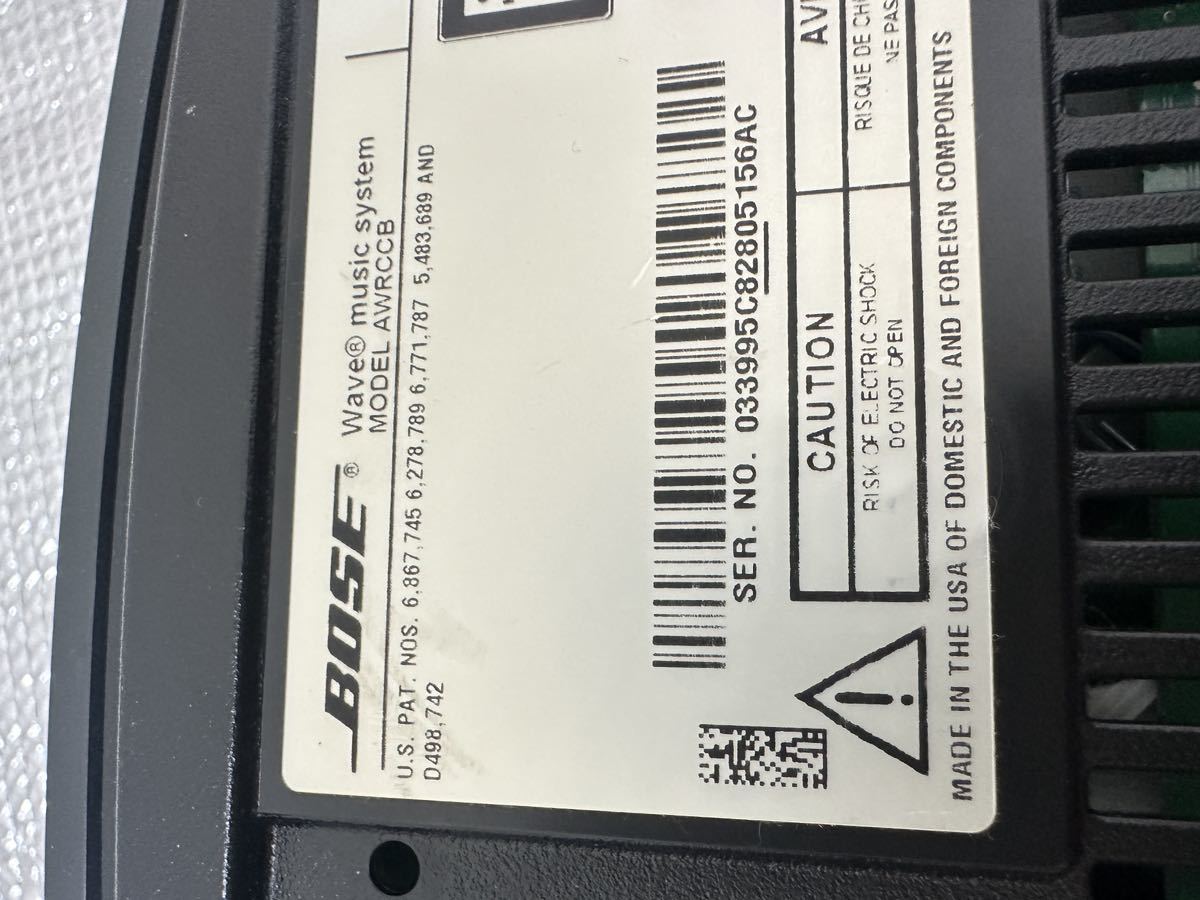 BOSE® Wave® music system
MODEL AWRCCB
U.S. PAT. NOS. 6,867,745 6,278,789 6,771,787 5,483,689 AND
D498,742
SER. NO. 033995C82805156AC
CAUTION
RISK OF ELECTRIC SHOCK
DO NOT OPEN
AV
RISQUE DE CH
NE PAS
MADE IN THE USA OF DOMESTIC AND FOREIGN COMPONENTS